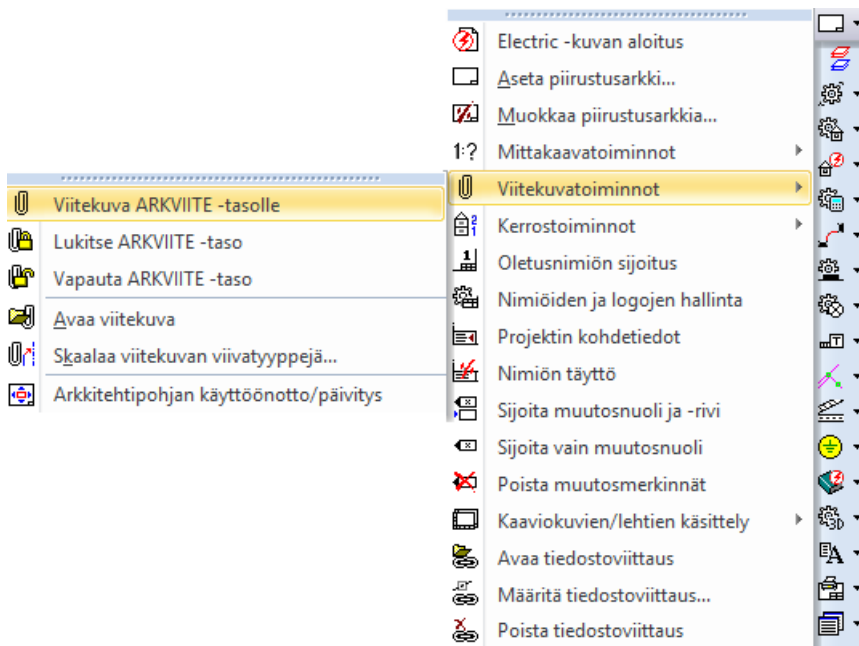 Electric -kuvan aloitus
Aseta piirustusarkki...
Muokkaa piirustusarkkia...
1:? Mittakaavatoiminnot
Viitekuvatoiminnot
Kerrostoiminnot
Oletusnimiön sijoitus
Nimiöiden ja logojen hallinta
Projektin kohdetiedot
Nimiön täyttö
Sijoita muutosnuoli ja -rivi
Sijoita vain muutosnuoli
Poista muutosmerkinnät
Kaaviokuvien/lehtien käsittely
Avaa tiedostoviittaus
Määritä tiedostoviittaus...
Poista tiedostoviittaus
Viitekuva ARKVIITE -tasolle
Lukitse ARKVIITE -taso
Vapauta ARKVIITE -taso
Avaa viitekuva
Skaalaa viitekuvan viivatyyppejä...
Arkkitehtipohjan käyttöönotto/päivitys